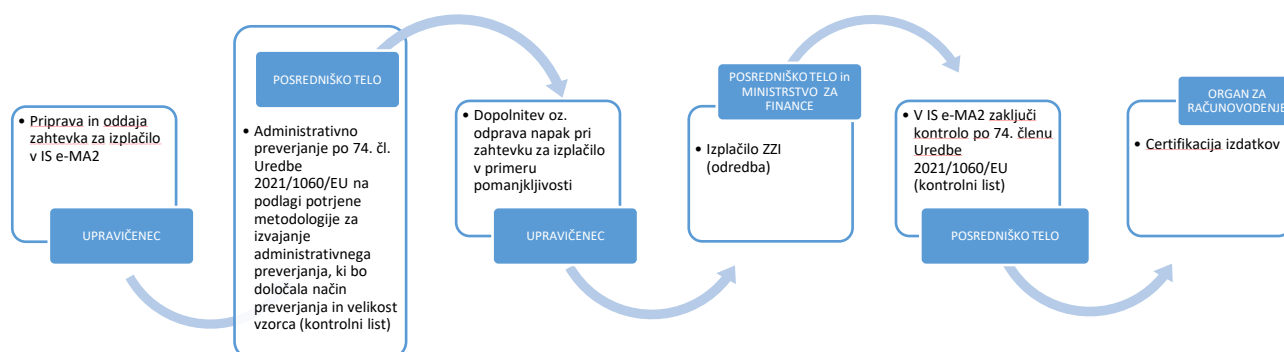 • Priprava in oddaja
zahtevka za izplačilo
v IS e-MA2
UPRAVIČENEC
POSREDNIŠKO TELO
• Administrativno
preverjanje po 74. čl.
Uredbe
2021/1060/EU na
podlagi potrjene
metodologije za
izvajanje
administrativnega
preverjanja, ki bo
določala način
preverjanja in velikost
vzorca (kontrolni list)
• Dopolnitev oz.
odprava napak pri
zahtevku za izplačilo
v primeru
pomanjkljivosti
UPRAVIČENEC
POSREDNIŠKO TELO in
MINISTRSTVO ZA
FINANCE
• Izplačilo ZZI
(odredba)
• V IS e-MA2 zaključi
kontrolo po 74. členu
Uredbe
2021/1060/EU
(kontrolni list)
POSREDNIŠKO TELO
ORGAN ZA
RAČUNOVODENJE
• Certifikacija izdatkov